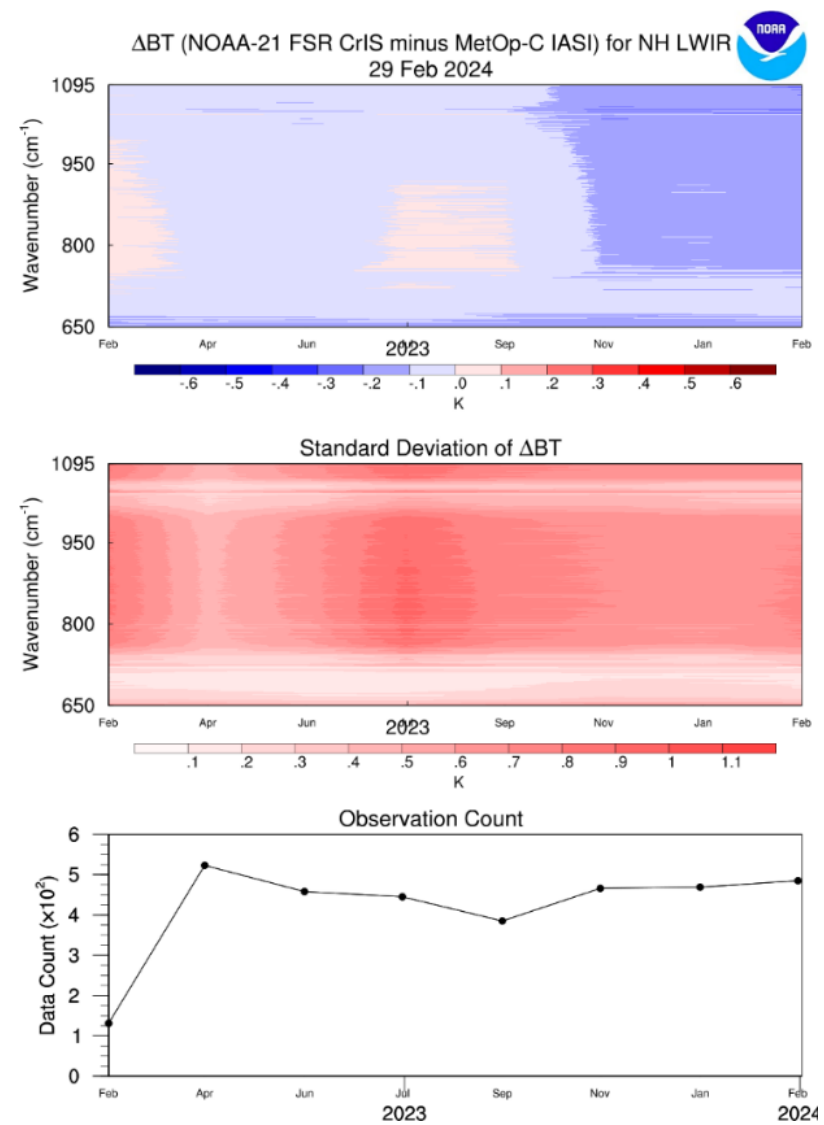 ΔBT (NOAA-21 FSR CrIS minus MetOp-C IASI) for NH LWIR
29 Feb 2024
NOAA
1095
950
800
650
Wavenumber (cm⁻¹)
Feb Apr Jun Jul Sep Nov Jan Feb
2023
-.6 -.5 -.4 -.3 -.2 -.1 .0 .1 .2 .3 .4 .5 .6
K
Standard Deviation of ΔBT
1095
950
800
650
Wavenumber (cm⁻¹)
Feb Apr Jun Jul Sep Nov Jan Feb
2023
.1 .2 .3 .4 .5 .6 .7 .8 .9 1 1.1
K
Observation Count
6
5
4
3
2
1
0
Data Count (×10²)
Feb Apr Jun Jul Sep Nov Jan Feb
2023 2024